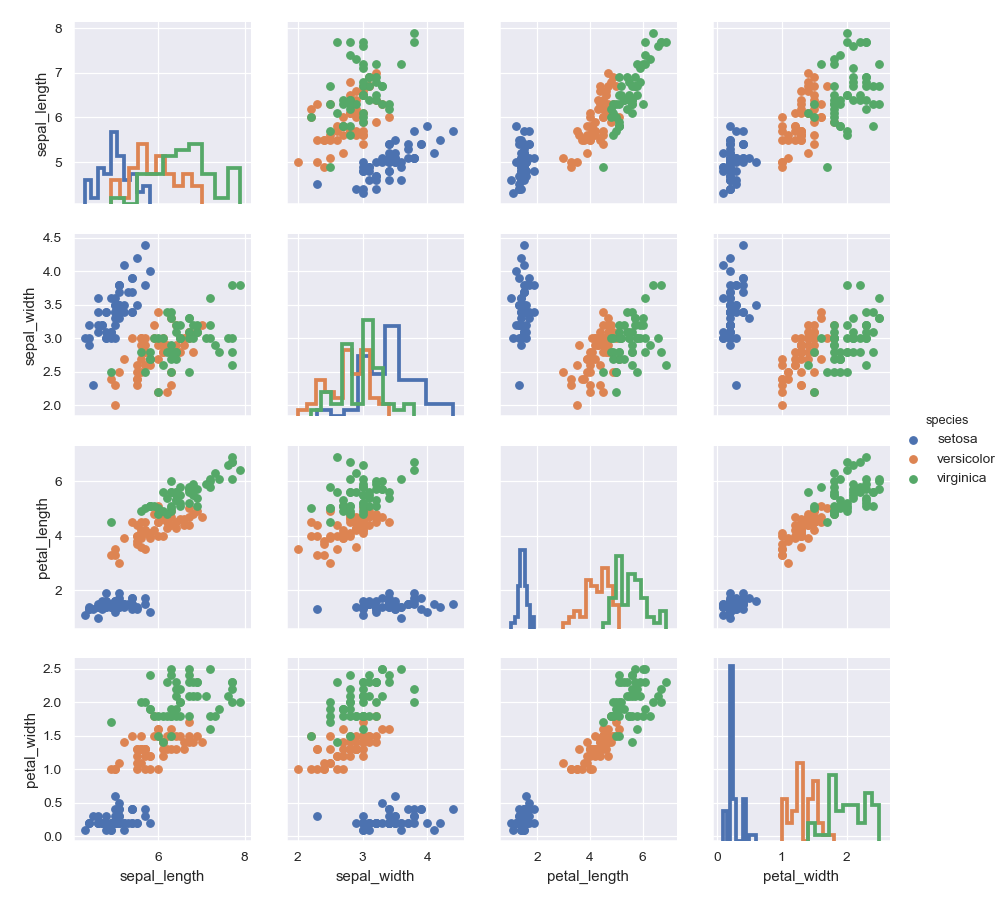 8
7
6
5
sepal_length
4.5
4.0
3.5
3.0
2.5
2.0
sepal_width
species
setosa
versicolor
virginica
6
4
2
petal_length
2.5
2.0
1.5
1.0
0.5
0.0
petal_width
6 8
sepal_length
2 3 4
sepal_width
2 4 6
petal_length
0 1 2
petal_width